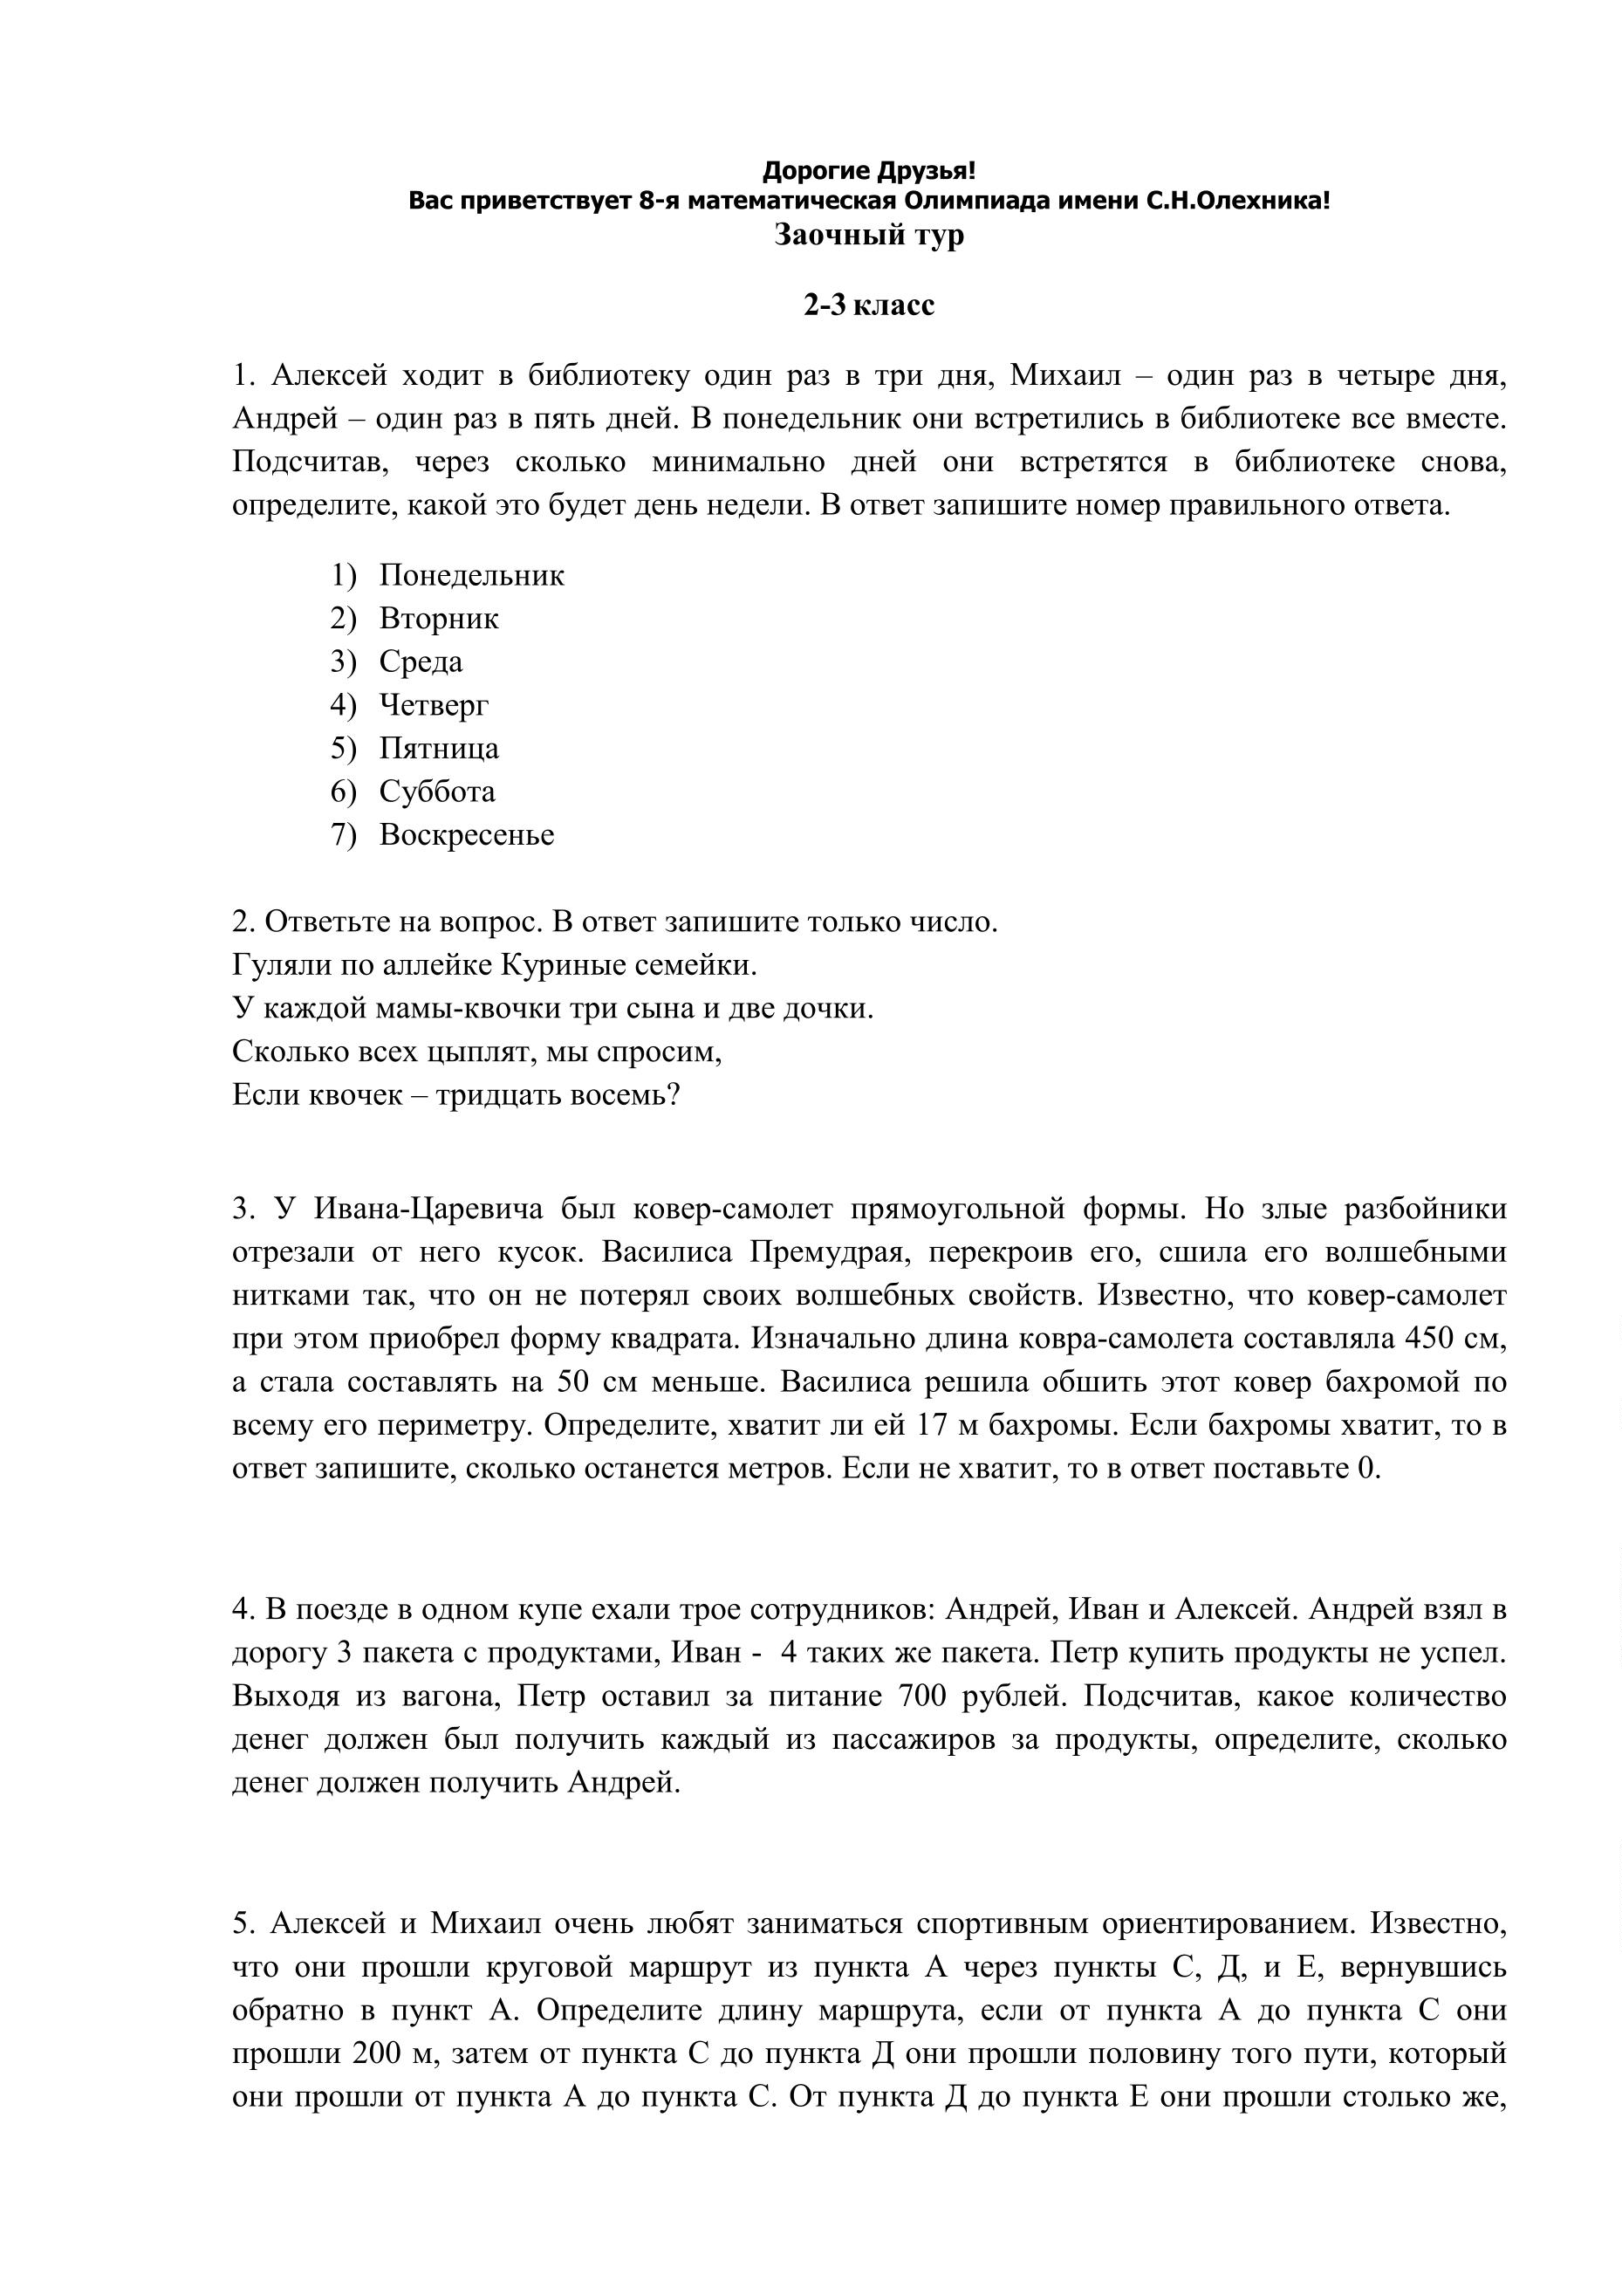 Дорогие Друзья!
Вас приветствует 8-я математическая Олимпиада имени С.Н.Олехника!
Заочный тур
2-3 класс
1. Алексей ходит в библиотеку один раз в три дня, Михаил – один раз в четыре дня,
Андрей – один раз в пять дней. В понедельник они встретились в библиотеке все вместе.
Подсчитав, через сколько минимально дней они встретятся в библиотеке снова,
определите, какой это будет день недели. В ответ запишите номер правильного ответа.
1) Понедельник
2) Вторник
3) Среда
4) Четверг
5) Пятница
6) Суббота
7) Воскресенье
2. Ответьте на вопрос. В ответ запишите только число.
Гуляли по аллейке Куриные семейки.
У каждой мамы-квочки три сына и две дочки.
Сколько всех цыплят, мы спросим,
Если квочек – тридцать восемь?
3. У Ивана-Царевича был ковер-самолет прямоугольной формы. Но злые разбойники
отрезали от него кусок. Василиса Премудрая, перекроив его, сшила его волшебными
нитками так, что он не потерял своих волшебных свойств. Известно, что ковер-самолет
при этом приобрел форму квадрата. Изначально длина ковра-самолета составляла 450 см,
а стала составлять на 50 см меньше. Василиса решила обшить этот ковер бахромой по
всему его периметру. Определите, хватит ли ей 17 м бахромы. Если бахромы хватит, то в
ответ запишите, сколько останется метров. Если не хватит, то в ответ поставьте 0.
4. В поезде в одном купе ехали трое сотрудников: Андрей, Иван и Алексей. Андрей взял в
дорогу 3 пакета с продуктами, Иван - 4 таких же пакета. Петр купить продукты не успел.
Выходя из вагона, Петр оставил за питание 700 рублей. Подсчитав, какое количество
денег должен был получить каждый из пассажиров за продукты, определите, сколько
денег должен получить Андрей.
5. Алексей и Михаил очень любят заниматься спортивным ориентированием. Известно,
что они прошли круговой маршрут из пункта А через пункты С, Д, и Е, вернувшись
обратно в пункт А. Определите длину маршрута, если от пункта А до пункта С они
прошли 200 м, затем от пункта С до пункта Д они прошли половину того пути, который
они прошли от пункта А до пункта С. От пункта Д до пункта Е они прошли столько же,